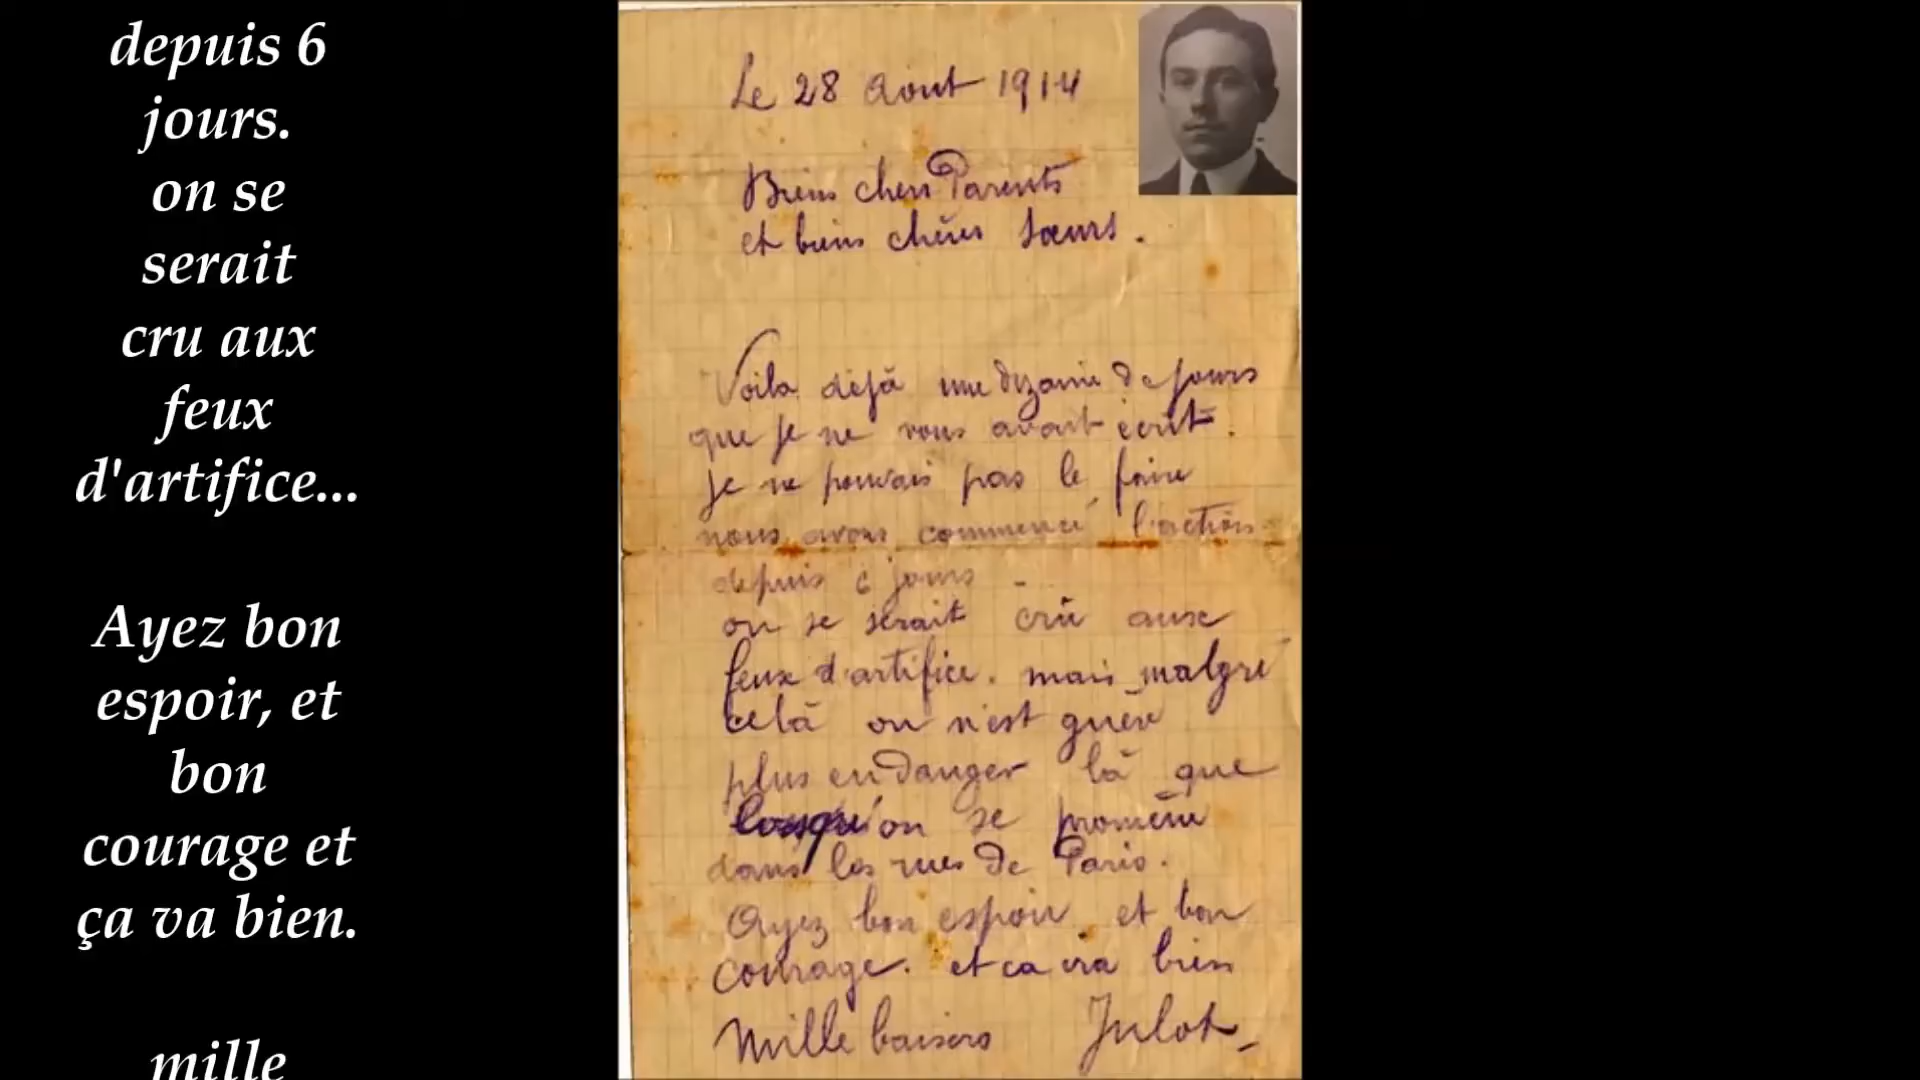 depuis 6
jours.
on se
serait
cru aux
feux
d'artifice...
Ayez bon
espoir, et
bon
courage et
ça va bien.
mille
Le 28 Aout 1914
Biens chers Parents
et biens chères sœurs.
Voila déjà une dizaine de jours
que je ne vous avait écrit.
je ne pouvais pas le faire
nous avons commencé l'action
depuis 6 jours.
on se serait crû aux
feux d'artifice. mais malgré
celà on n'est guère
plus en danger là que
lorsqu'on se promène
dans les rues de Paris.
Ayez bon espoir et bon
courage. et ca ira bien
Mille baisers Julot